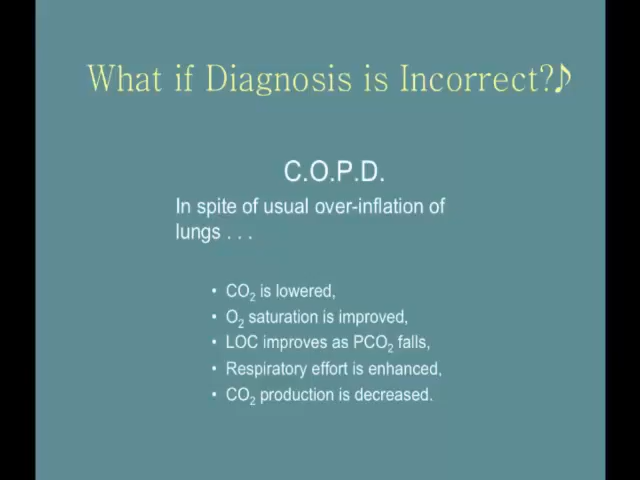 What if Diagnosis is Incorrect?♪
C.O.P.D.
In spite of usual over-inflation of
lungs . . .
• CO₂ is lowered,
• O₂ saturation is improved,
• LOC improves as PCO₂ falls,
• Respiratory effort is enhanced,
• CO₂ production is decreased.